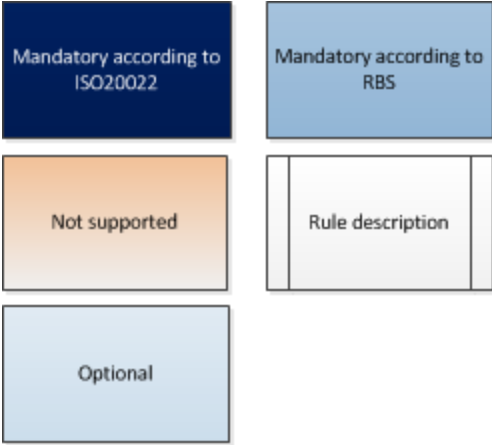 Mandatory according to
ISO20022
Mandatory according to
RBS
Not supported
Rule description
Optional